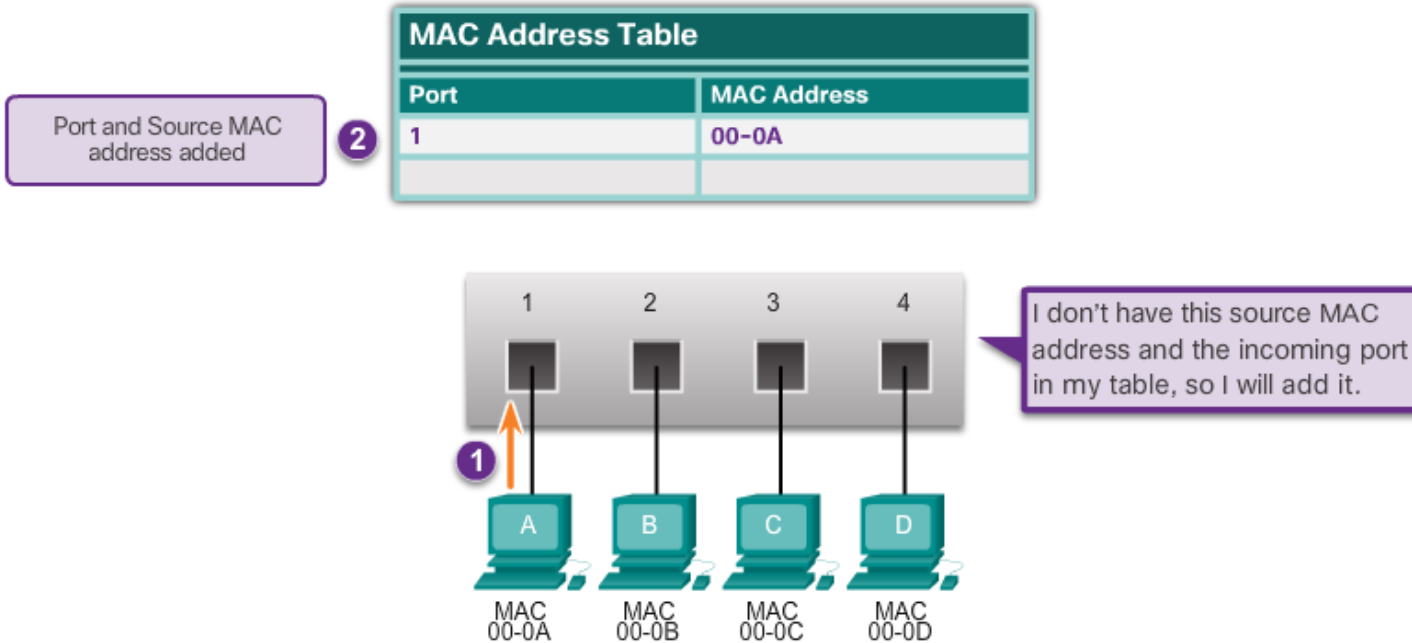 MAC Address Table
Port
MAC Address
Port and Source MAC
address added
2
1
00-0A
1
2
3
4
I don't have this source MAC
address and the incoming port
in my table, so I will add it.
1
A
B
C
D
MAC
00-0A
MAC
00-0B
MAC
00-0C
MAC
00-0D